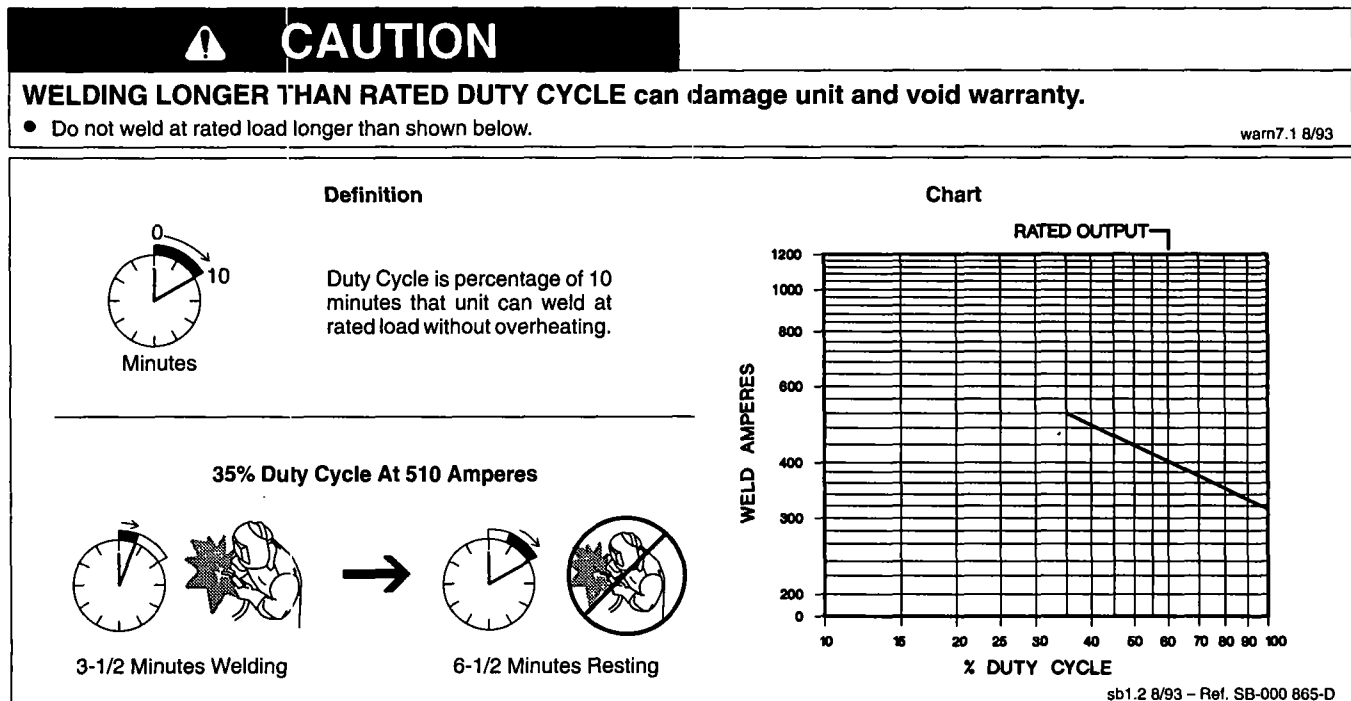 CAUTION
WELDING LONGER THAN RATED DUTY CYCLE can damage unit and void warranty.
● Do not weld at rated load longer than shown below.
warn7.1 8/93
Definition
0
10
Minutes
Duty Cycle is percentage of 10
minutes that unit can weld at
rated load without overheating.
35% Duty Cycle At 510 Amperes
3-1/2 Minutes Welding
6-1/2 Minutes Resting
Chart
RATED OUTPUT
WELD AMPERES
1200
1000
800
600
400
300
200
0
10 15 20 25 30 40 50 60 70 80 90 100
% DUTY CYCLE
sb1.2 8/93 – Ref. SB-000 865-D